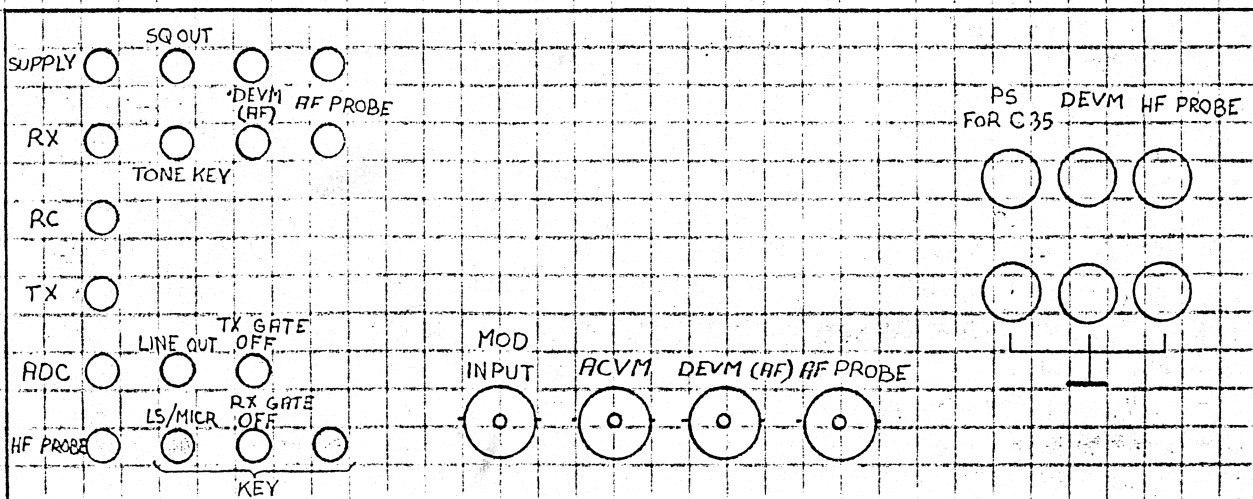 SQ OUT
SUPPLY
DEVM
(AF)
AF PROBE
RX
TONE KEY
RC
TX
LINE OUT
TX GATE
OFF
ADC
LS/MICR
RX GATE
OFF
HF PROBE
KEY
MOD
INPUT
ACVM
DEVM (AF)
AF PROBE
PS
FOR C35
DEVM
HF PROBE